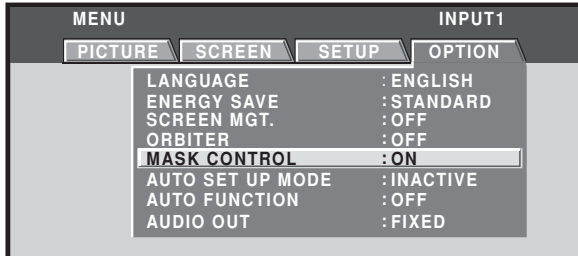 MENU INPUT1
PICTURE SCREEN SETUP OPTION
LANGUAGE :ENGLISH
ENERGY SAVE :STANDARD
SCREEN MGT. :OFF
ORBITER :OFF
MASK CONTROL :ON
AUTO SET UP MODE :INACTIVE
AUTO FUNCTION :OFF
AUDIO OUT :FIXED